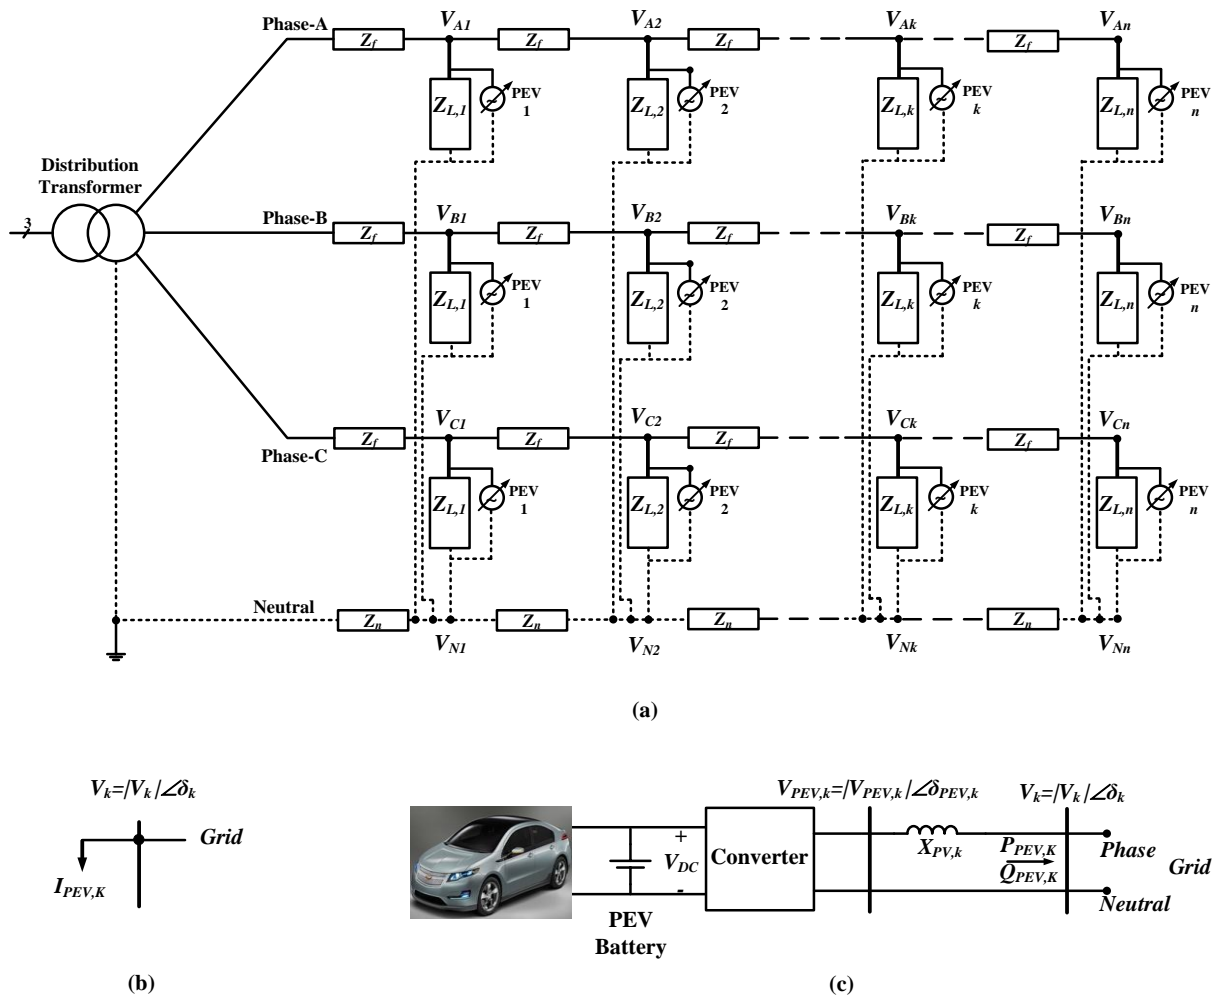 Phase-A
V_A1
V_A2
V_Ak
V_An
Z_f
Z_f
Z_f
Z_f
Z_L,1
PEV
1
Z_L,2
PEV
2
Z_L,k
PEV
k
Z_L,n
PEV
n
Distribution
Transformer
3
Phase-B
V_B1
V_B2
V_Bk
V_Bn
Z_f
Z_f
Z_f
Z_f
Z_L,1
PEV
1
Z_L,2
PEV
2
Z_L,k
PEV
k
Z_L,n
PEV
n
Phase-C
V_C1
V_C2
V_Ck
V_Cn
Z_f
Z_f
Z_f
Z_f
Z_L,1
PEV
1
Z_L,2
PEV
2
Z_L,k
PEV
k
Z_L,n
PEV
n
Neutral
Z_n
Z_n
Z_n
Z_n
V_N1
V_N2
V_Nk
V_Nn
(a)
V_k=|V_k|∠δ_k
Grid
I_PEV,K
(b)
V_PEV,k=|V_PEV,k|∠δ_PEV,k
V_k=|V_k|∠δ_k
+
V_DC
-
Converter
X_PV,k
P_PEV,K
Q_PEV,K
Phase
Grid
Neutral
PEV
Battery
(c)